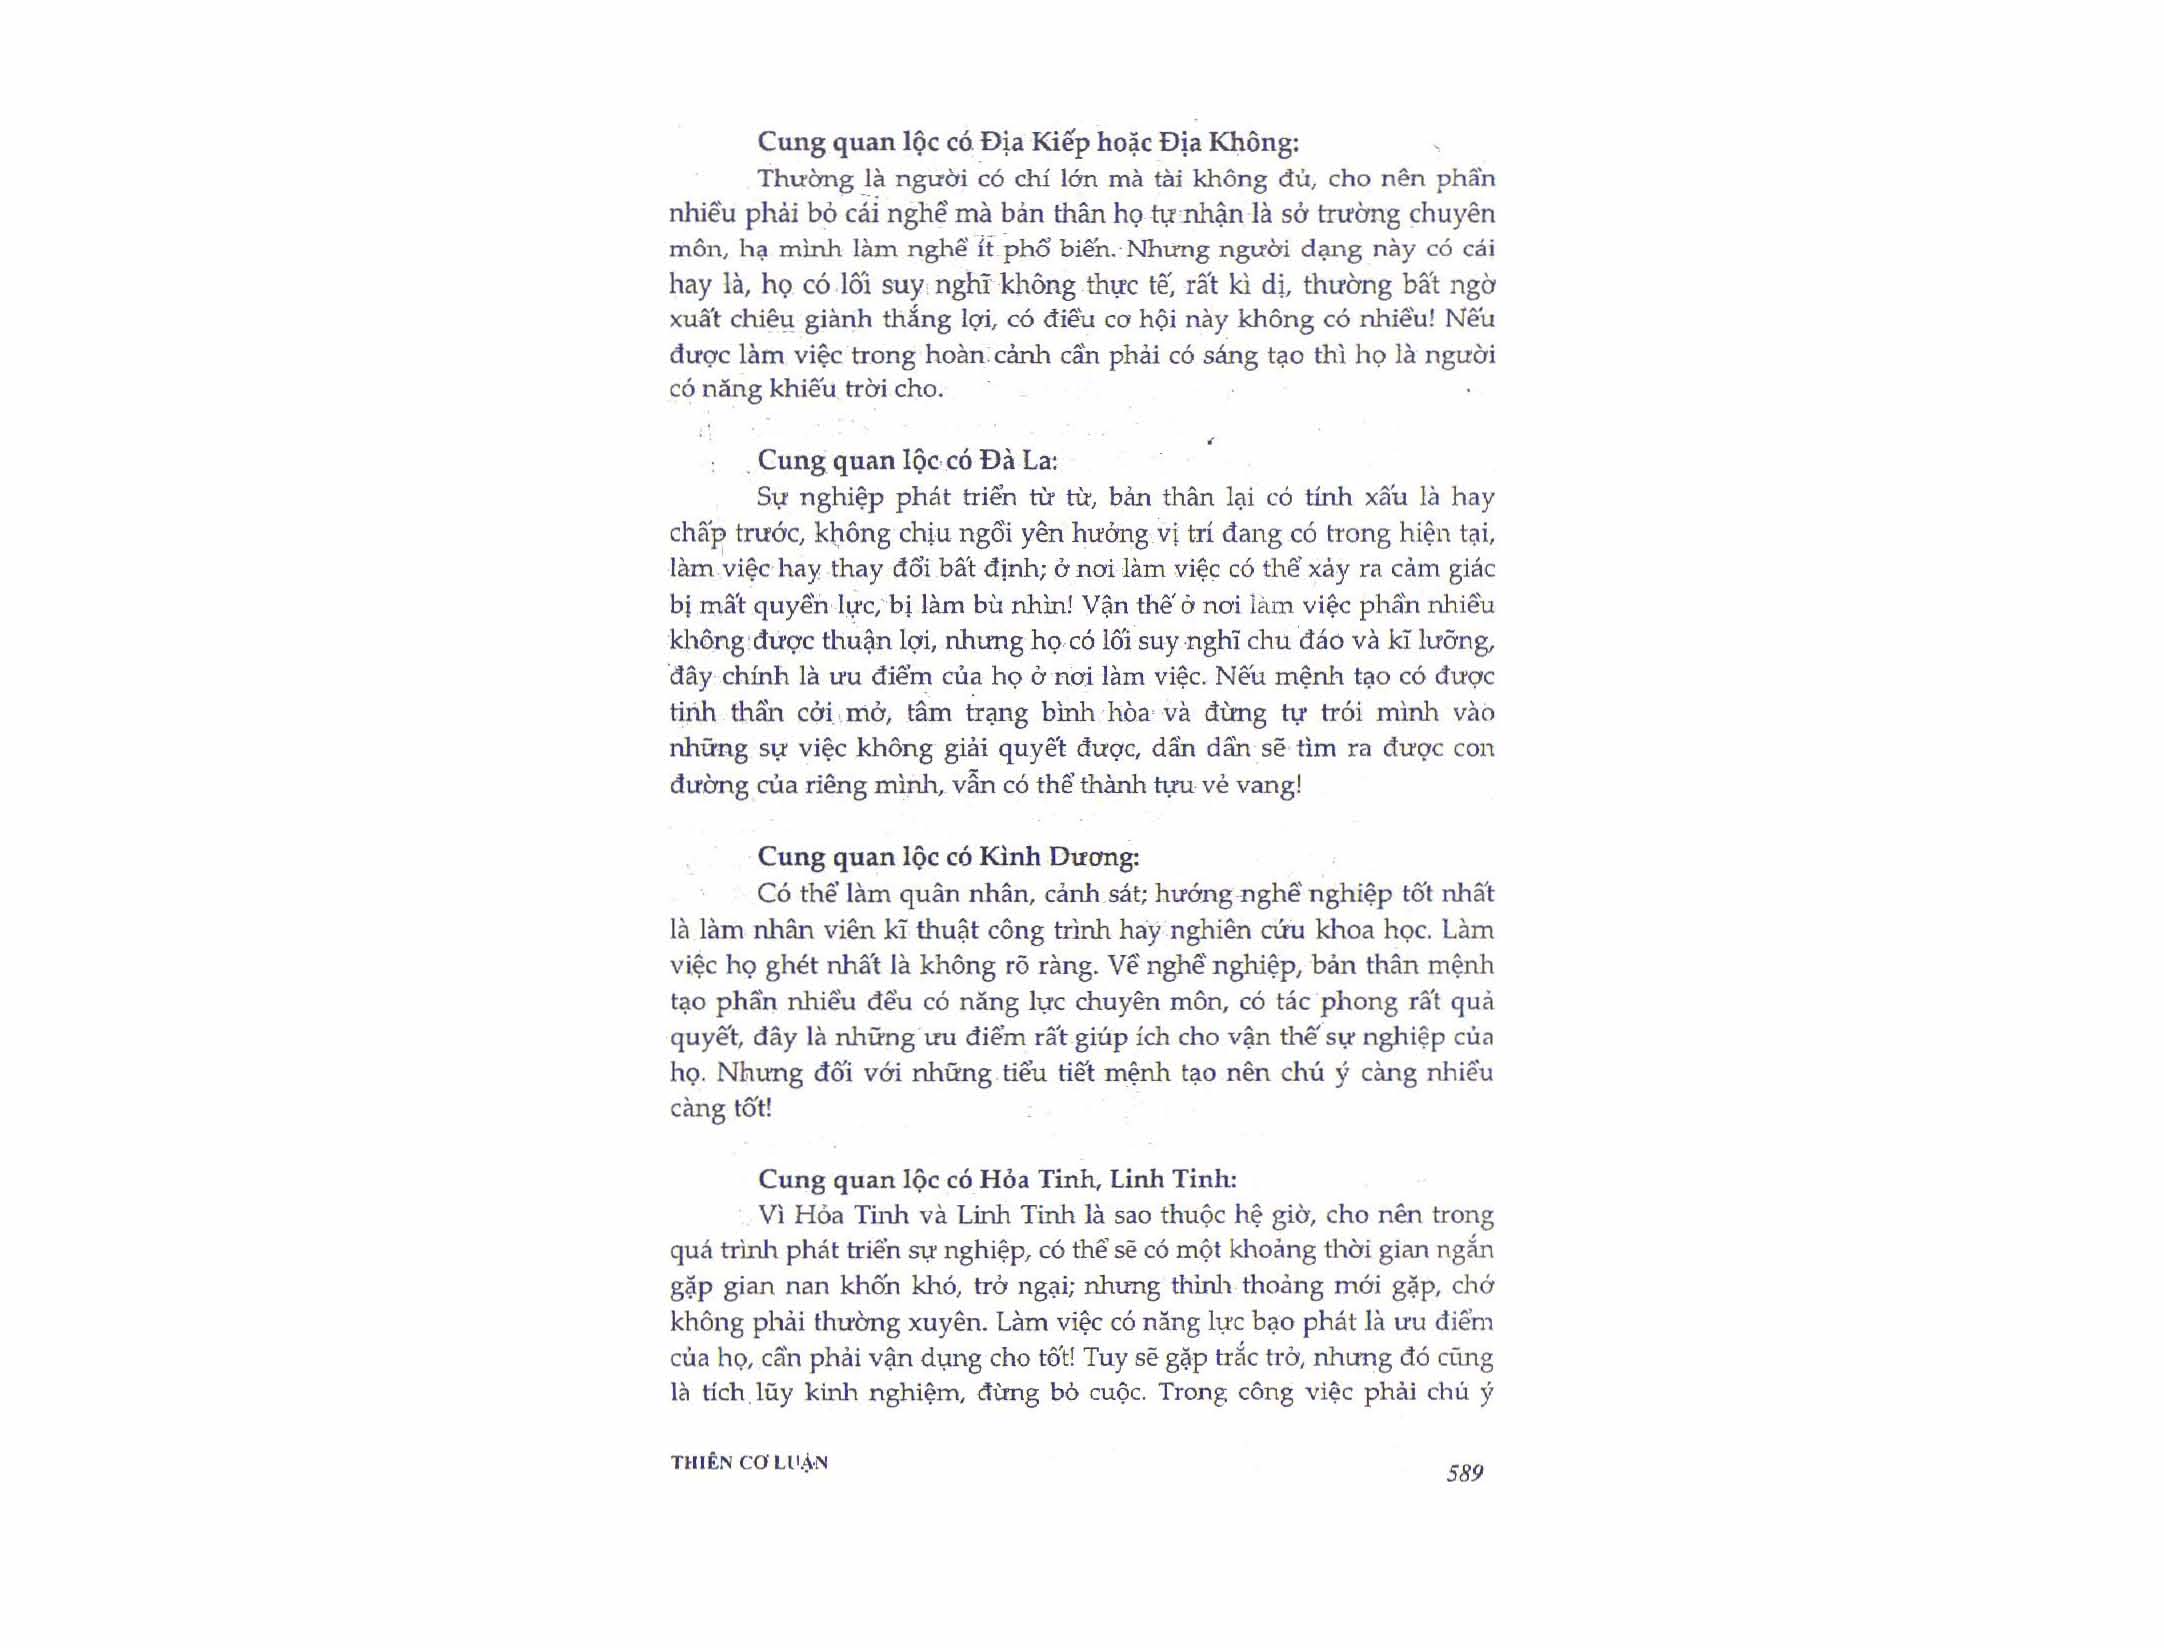 Cung quan lộc có Địa Kiếp hoặc Địa Không:
Thường là người có chí lớn mà tài không đủ, cho nên phần
nhiều phải bỏ cái nghề mà bản thân họ tự nhận là sở trường chuyên
môn, hạ mình làm nghề ít phổ biến. Nhưng người dạng này có cái
hay là, họ có lối suy nghĩ không thực tế, rất kì dị, thường bất ngờ
xuất chiêu giành thắng lợi, có điều cơ hội này không có nhiều! Nếu
được làm việc trong hoàn cảnh cần phải có sáng tạo thì họ là người
có năng khiếu trời cho.
Cung quan lộc có Đà La:
Sự nghiệp phát triển từ từ, bản thân lại có tính xấu là hay
chấp trước, không chịu ngồi yên hưởng vị trí đang có trong hiện tại,
làm việc hay thay đổi bất định; ở nơi làm việc có thể xảy ra cảm giác
bị mất quyền lực, bị làm bù nhìn! Vận thế ở nơi làm việc phần nhiều
không được thuận lợi, nhưng họ có lối suy nghĩ chu đáo và kĩ lưỡng,
đây chính là ưu điểm của họ ở nơi làm việc. Nếu mệnh tạo có được
tinh thần cởi mở, tâm trạng bình hòa và đừng tự trói mình vào
những sự việc không giải quyết được, dần dần sẽ tìm ra được con
đường của riêng mình, vẫn có thể thành tựu vẻ vang!
Cung quan lộc có Kình Dương:
Có thể làm quân nhân, cảnh sát; hướng nghề nghiệp tốt nhất
là làm nhân viên kĩ thuật công trình hay nghiên cứu khoa học. Làm
việc họ ghét nhất là không rõ ràng. Về nghề nghiệp, bản thân mệnh
tạo phần nhiều đều có năng lực chuyên môn, có tác phong rất quả
quyết, đây là những ưu điểm rất giúp ích cho vận thế sự nghiệp của
họ. Nhưng đối với những tiểu tiết mệnh tạo nên chú ý càng nhiều
càng tốt!
Cung quan lộc có Hỏa Tinh, Linh Tinh:
Vì Hỏa Tinh và Linh Tinh là sao thuộc hệ giờ, cho nên trong
quá trình phát triển sự nghiệp, có thể sẽ có một khoảng thời gian ngắn
gặp gian nan khốn khó, trở ngại; nhưng thỉnh thoảng mới gặp, chớ
không phải thường xuyên. Làm việc có năng lực bạo phát là ưu điểm
của họ, cần phải vận dụng cho tốt! Tuy sẽ gặp trắc trở, nhưng đó cũng
là tích lũy kinh nghiệm, đừng bỏ cuộc. Trong công việc phải chú ý
THIÊN CƠ LUẬN
589